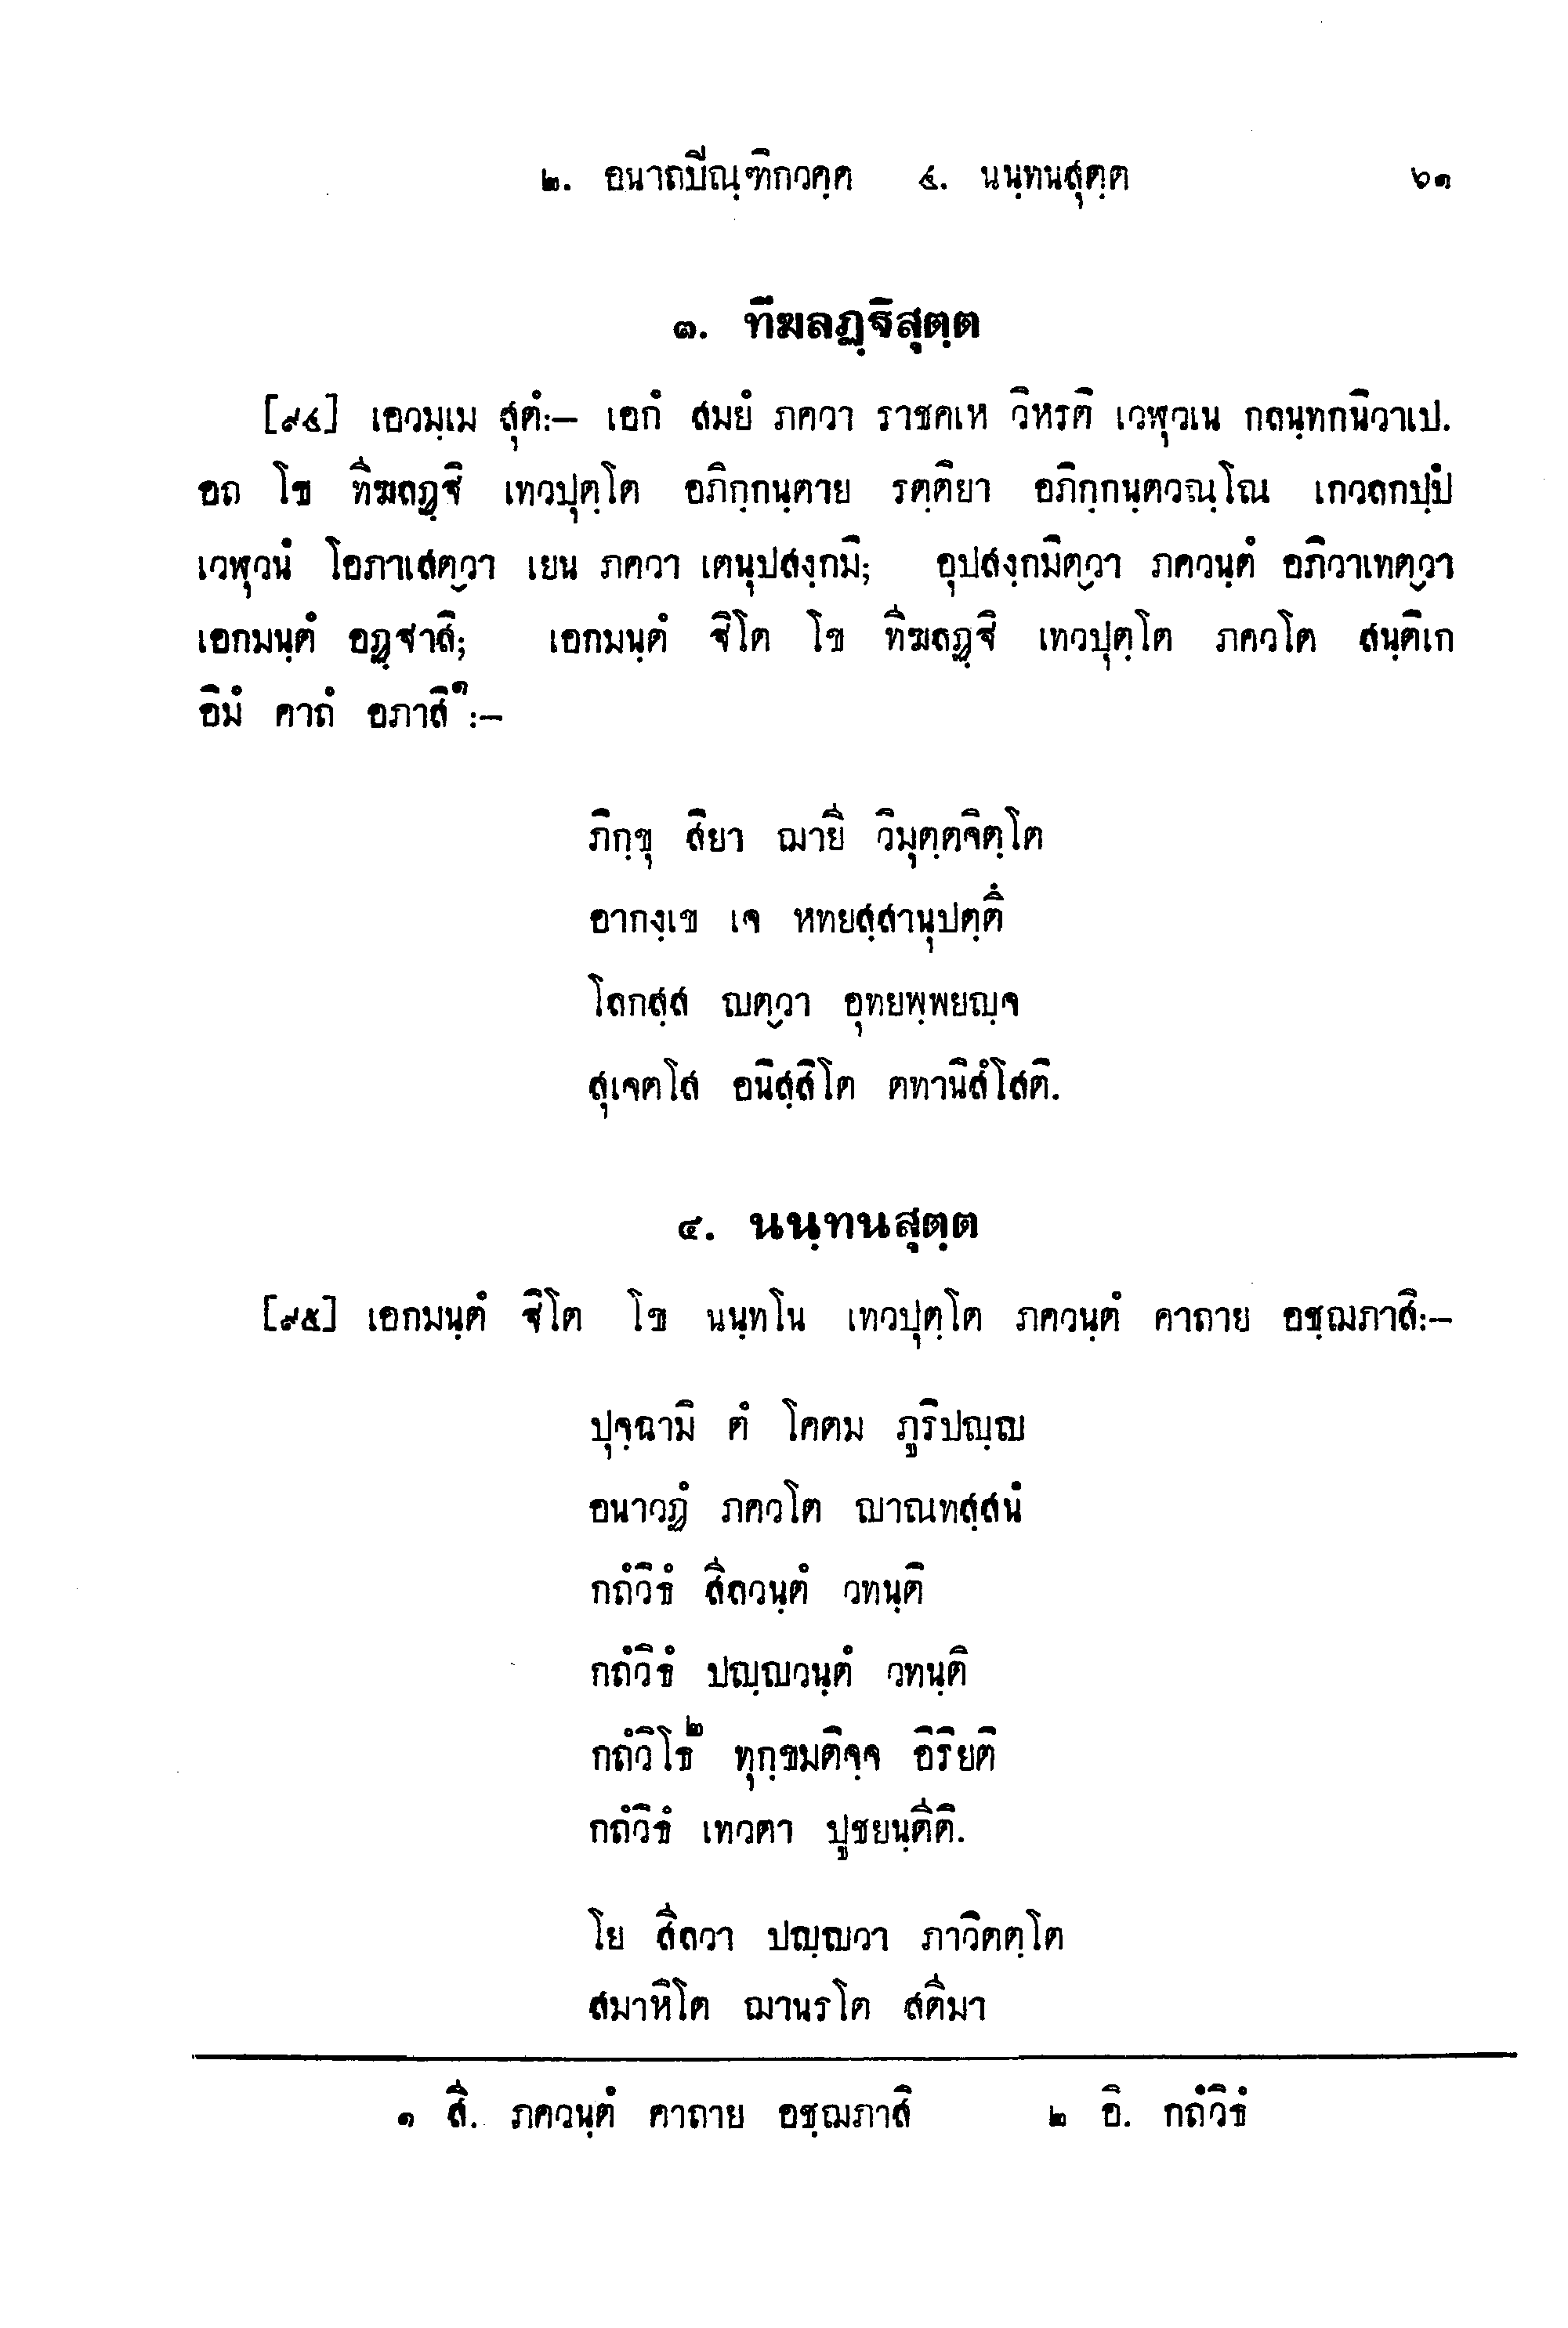 ๒. อนาถปิณฺฑิกวคฺค ๔. นนฺทนสุตฺต ๖๑
๓. ทีฆลฏฺฐิสุตฺต
[๙๔] เอวมฺเม สุตํ:– เอกํ สมยํ ภควา ราชคเห วิหรติ เวฬุวเน กลนฺทกนิวาเป.
อถ โข ทีฆลฏฺฐิ เทวปุตฺโต อภิกฺกนฺตาย รตฺติยา อภิกฺกนฺตวณฺโณ เกวลกปฺปํ
เวฬุวนํ โอภาเสตฺวา เยน ภควา เตนุปสงฺกมิ; อุปสงฺกมิตฺวา ภควนฺตํ อภิวาเทตฺวา
เอกมนฺตํ อฏฺฐาสิ; เอกมนฺตํ ฐิโต โข ทีฆลฏฺฐิ เทวปุตฺโต ภควโต สนฺติเก
อิมํ คาถํ อภาสิ๑:–
ภิกฺขุ สิยา ฌายี วิมุตฺตจิตฺโต
อากงฺเข เจ หทยสฺสานุปตฺตึ
โลกสฺส ญตฺวา อุทยพฺพยญฺจ
สุเจตโส อนิสฺสิโต ตทานิสํโสติ.
๔. นนฺทนสุตฺต
[๙๕] เอกมนฺตํ ฐิโต โข นนฺทโน เทวปุตฺโต ภควนฺตํ คาถาย อชฺฌภาสิ:–
ปุจฺฉามิ ตํ โคตม ภูริปญฺญ
อนาวฏํ ภควโต ญาณทสฺสนํ
กถํวิธํ สีลวนฺตํ วทนฺติ
กถํวิธํ ปญฺญวนฺตํ วทนฺติ
กถํวิโธ๒ ทุกฺขมติจฺจ อิริยติ
กถํวิธํ เทวตา ปูชยนฺตีติ.
โย สีลวา ปญฺญวา ภาวิตตฺโต
สมาหิโต ฌานรโต สตีมา
๑ สี. ภควนฺตํ คาถาย อชฺฌภาสิ ๒ อิ. กถํวิธํ